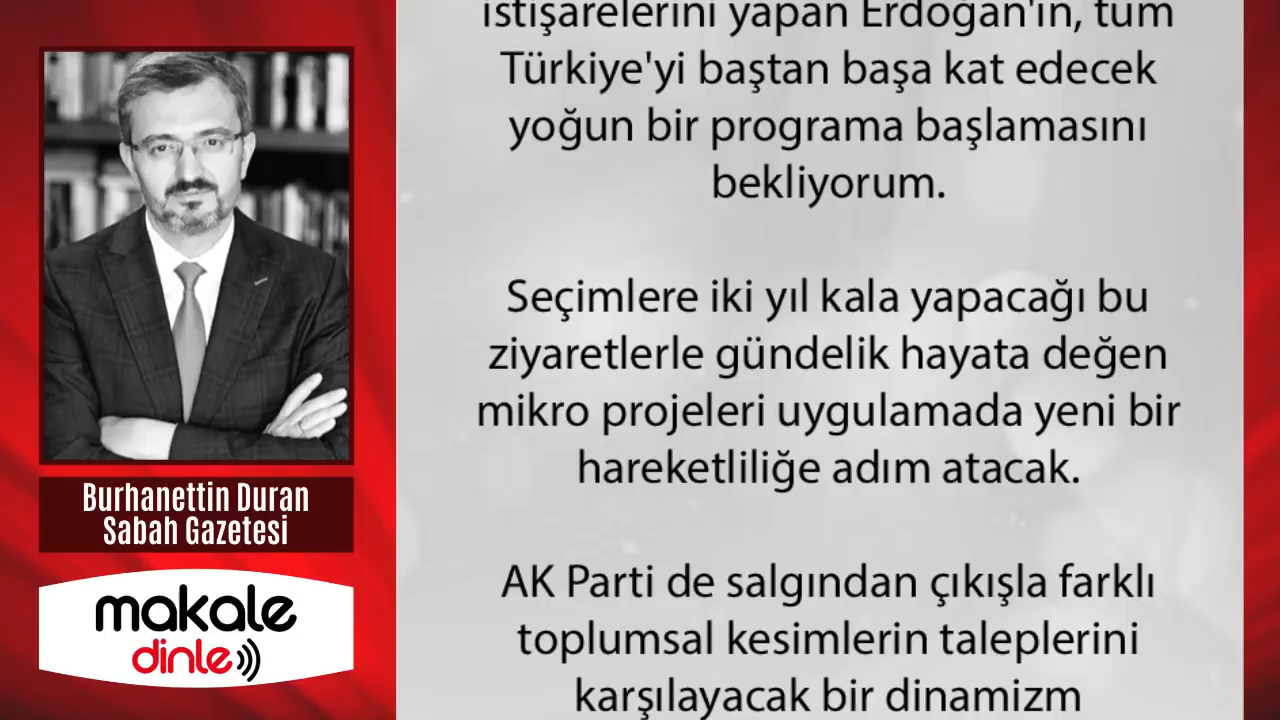 istişarelerini yapan Erdoğan'ın, tüm
Türkiye'yi baştan başa kat edecek
yoğun bir programa başlamasını
bekliyorum.
Seçimlere iki yıl kala yapacağı bu
ziyaretlerle gündelik hayata değen
mikro projeleri uygulamada yeni bir
hareketliliğe adım atacak.
AK Parti de salgından çıkışla farklı
toplumsal kesimlerin taleplerini
karşılayacak bir dinamizm
Burhanettin Duran
Sabah Gazetesi
makale
dinle